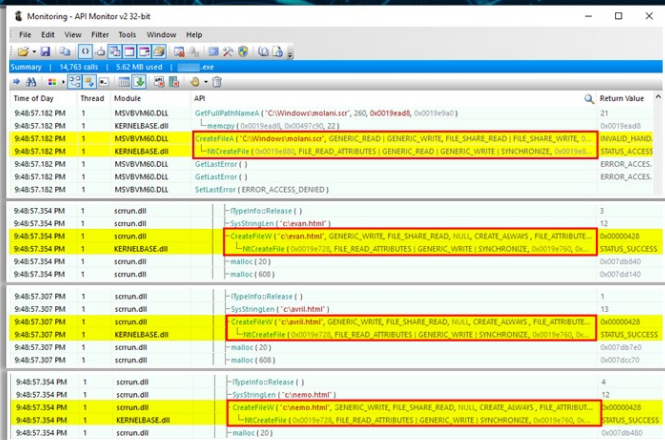 Monitoring - API Monitor v2 32-bit
File Edit View Filter Tools Window Help
Summary | 14,763 calls | 5.62 MB used | .exe
Time of Day Thread Module API Return Value
9:48:57.182 PM 1 MSVBVM60.DLL GetFullPathNameA ( "C:\Windows\molani.scr", 260, 0x0019ead8, 0x0019e9a0 ) 21
9:48:57.182 PM 1 KERNELBASE.dll memcpy ( 0x0019ead8, 0x00497c90, 22 ) 0x0019ead8
9:48:57.182 PM 1 MSVBVM60.DLL CreateFileA ( "C:\Windows\molani.scr", GENERIC_READ | GENERIC_WRITE, FILE_SHARE_READ | FILE_SHARE_WRITE, 0... INVALID_HAND...
9:48:57.182 PM 1 KERNELBASE.dll NtCreateFile ( 0x0019e880, FILE_READ_ATTRIBUTES | GENERIC_READ | GENERIC_WRITE | SYNCHRONIZE, 0x0019e8... STATUS_ACCESS
9:48:57.182 PM 1 MSVBVM60.DLL GetLastError ( ) ERROR_ACCES...
9:48:57.182 PM 1 MSVBVM60.DLL GetLastError ( ) ERROR_ACCES...
9:48:57.182 PM 1 MSVBVM60.DLL SetLastError ( ERROR_ACCESS_DENIED )
9:48:57.354 PM 1 scrrun.dll ITypeInfo::Release ( ) 3
9:48:57.354 PM 1 scrrun.dll SysStringLen ( "c:\evan.html" ) 12
9:48:57.354 PM 1 scrrun.dll CreateFileW ( "c:\evan.html", GENERIC_WRITE, FILE_SHARE_READ, NULL, CREATE_ALWAYS , FILE_ATTRIBUT... 0x00000428
9:48:57.354 PM 1 KERNELBASE.dll NtCreateFile ( 0x0019e728, FILE_READ_ATTRIBUTES | GENERIC_WRITE | SYNCHRONIZE, 0x0019e760, 0x... STATUS_SUCCESS
9:48:57.354 PM 1 scrrun.dll malloc ( 20 ) 0x007db840
9:48:57.354 PM 1 scrrun.dll malloc ( 608 ) 0x007dd140
9:48:57.307 PM 1 scrrun.dll ITypeInfo::Release ( ) 1
9:48:57.307 PM 1 scrrun.dll SysStringLen ( "c:\avril.html" ) 13
9:48:57.307 PM 1 scrrun.dll CreateFileW ( "c:\avril.html", GENERIC_WRITE, FILE_SHARE_READ, NULL, CREATE_ALWAYS , FILE_ATTRIBUTE... 0x00000428
9:48:57.307 PM 1 KERNELBASE.dll NtCreateFile ( 0x0019e728, FILE_READ_ATTRIBUTES | GENERIC_WRITE | SYNCHRONIZE, 0x0019e760, 0x... STATUS_SUCCESS
9:48:57.307 PM 1 scrrun.dll malloc ( 20 ) 0x007db7e0
9:48:57.307 PM 1 scrrun.dll malloc ( 608 ) 0x007dcc70
9:48:57.354 PM 1 scrrun.dll ITypeInfo::Release ( ) 4
9:48:57.354 PM 1 scrrun.dll SysStringLen ( "c:\nemo.html" ) 12
9:48:57.354 PM 1 scrrun.dll CreateFileW ( "c:\nemo.html", GENERIC_WRITE, FILE_SHARE_READ, NULL, CREATE_ALWAYS , FILE_ATTRIBUT... 0x00000428
9:48:57.354 PM 1 KERNELBASE.dll NtCreateFile ( 0x0019e728, FILE_READ_ATTRIBUTES | GENERIC_WRITE | SYNCHRONIZE, 0x0019e760, 0x... STATUS_SUCCESS
9:48:57.354 PM 1 scrrun.dll malloc ( 20 ) 0x007db480